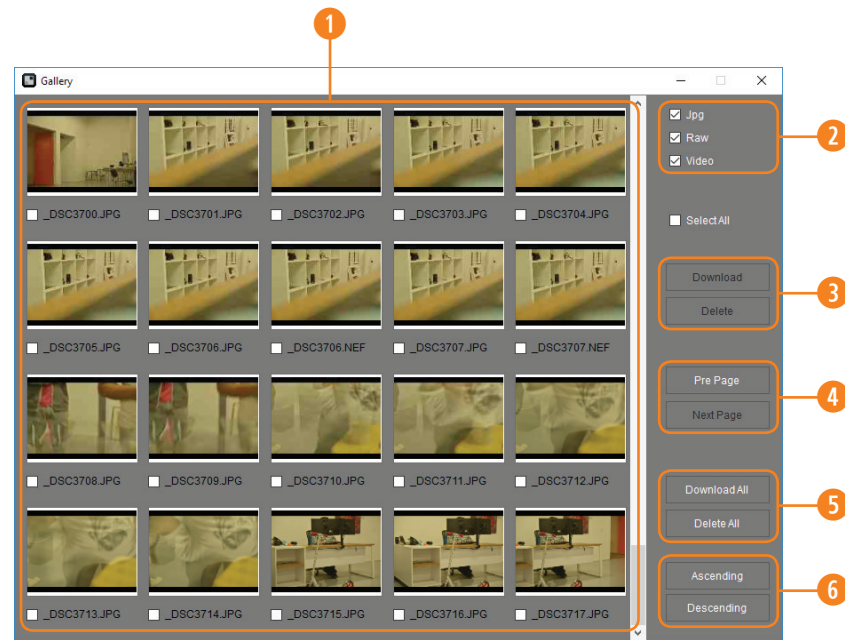 1
Gallery
Jpg
2
Raw
Video
_DSC3700.JPG _DSC3701.JPG _DSC3702.JPG _DSC3703.JPG _DSC3704.JPG
Select All
Download
3
Delete
_DSC3705.JPG _DSC3706.JPG _DSC3706.NEF _DSC3707.JPG _DSC3707.NEF
Pre Page
4
Next Page
_DSC3708.JPG _DSC3709.JPG _DSC3710.JPG _DSC3711.JPG _DSC3712.JPG
Download All
5
Delete All
Ascending
6
Descending
_DSC3713.JPG _DSC3714.JPG _DSC3715.JPG _DSC3716.JPG _DSC3717.JPG